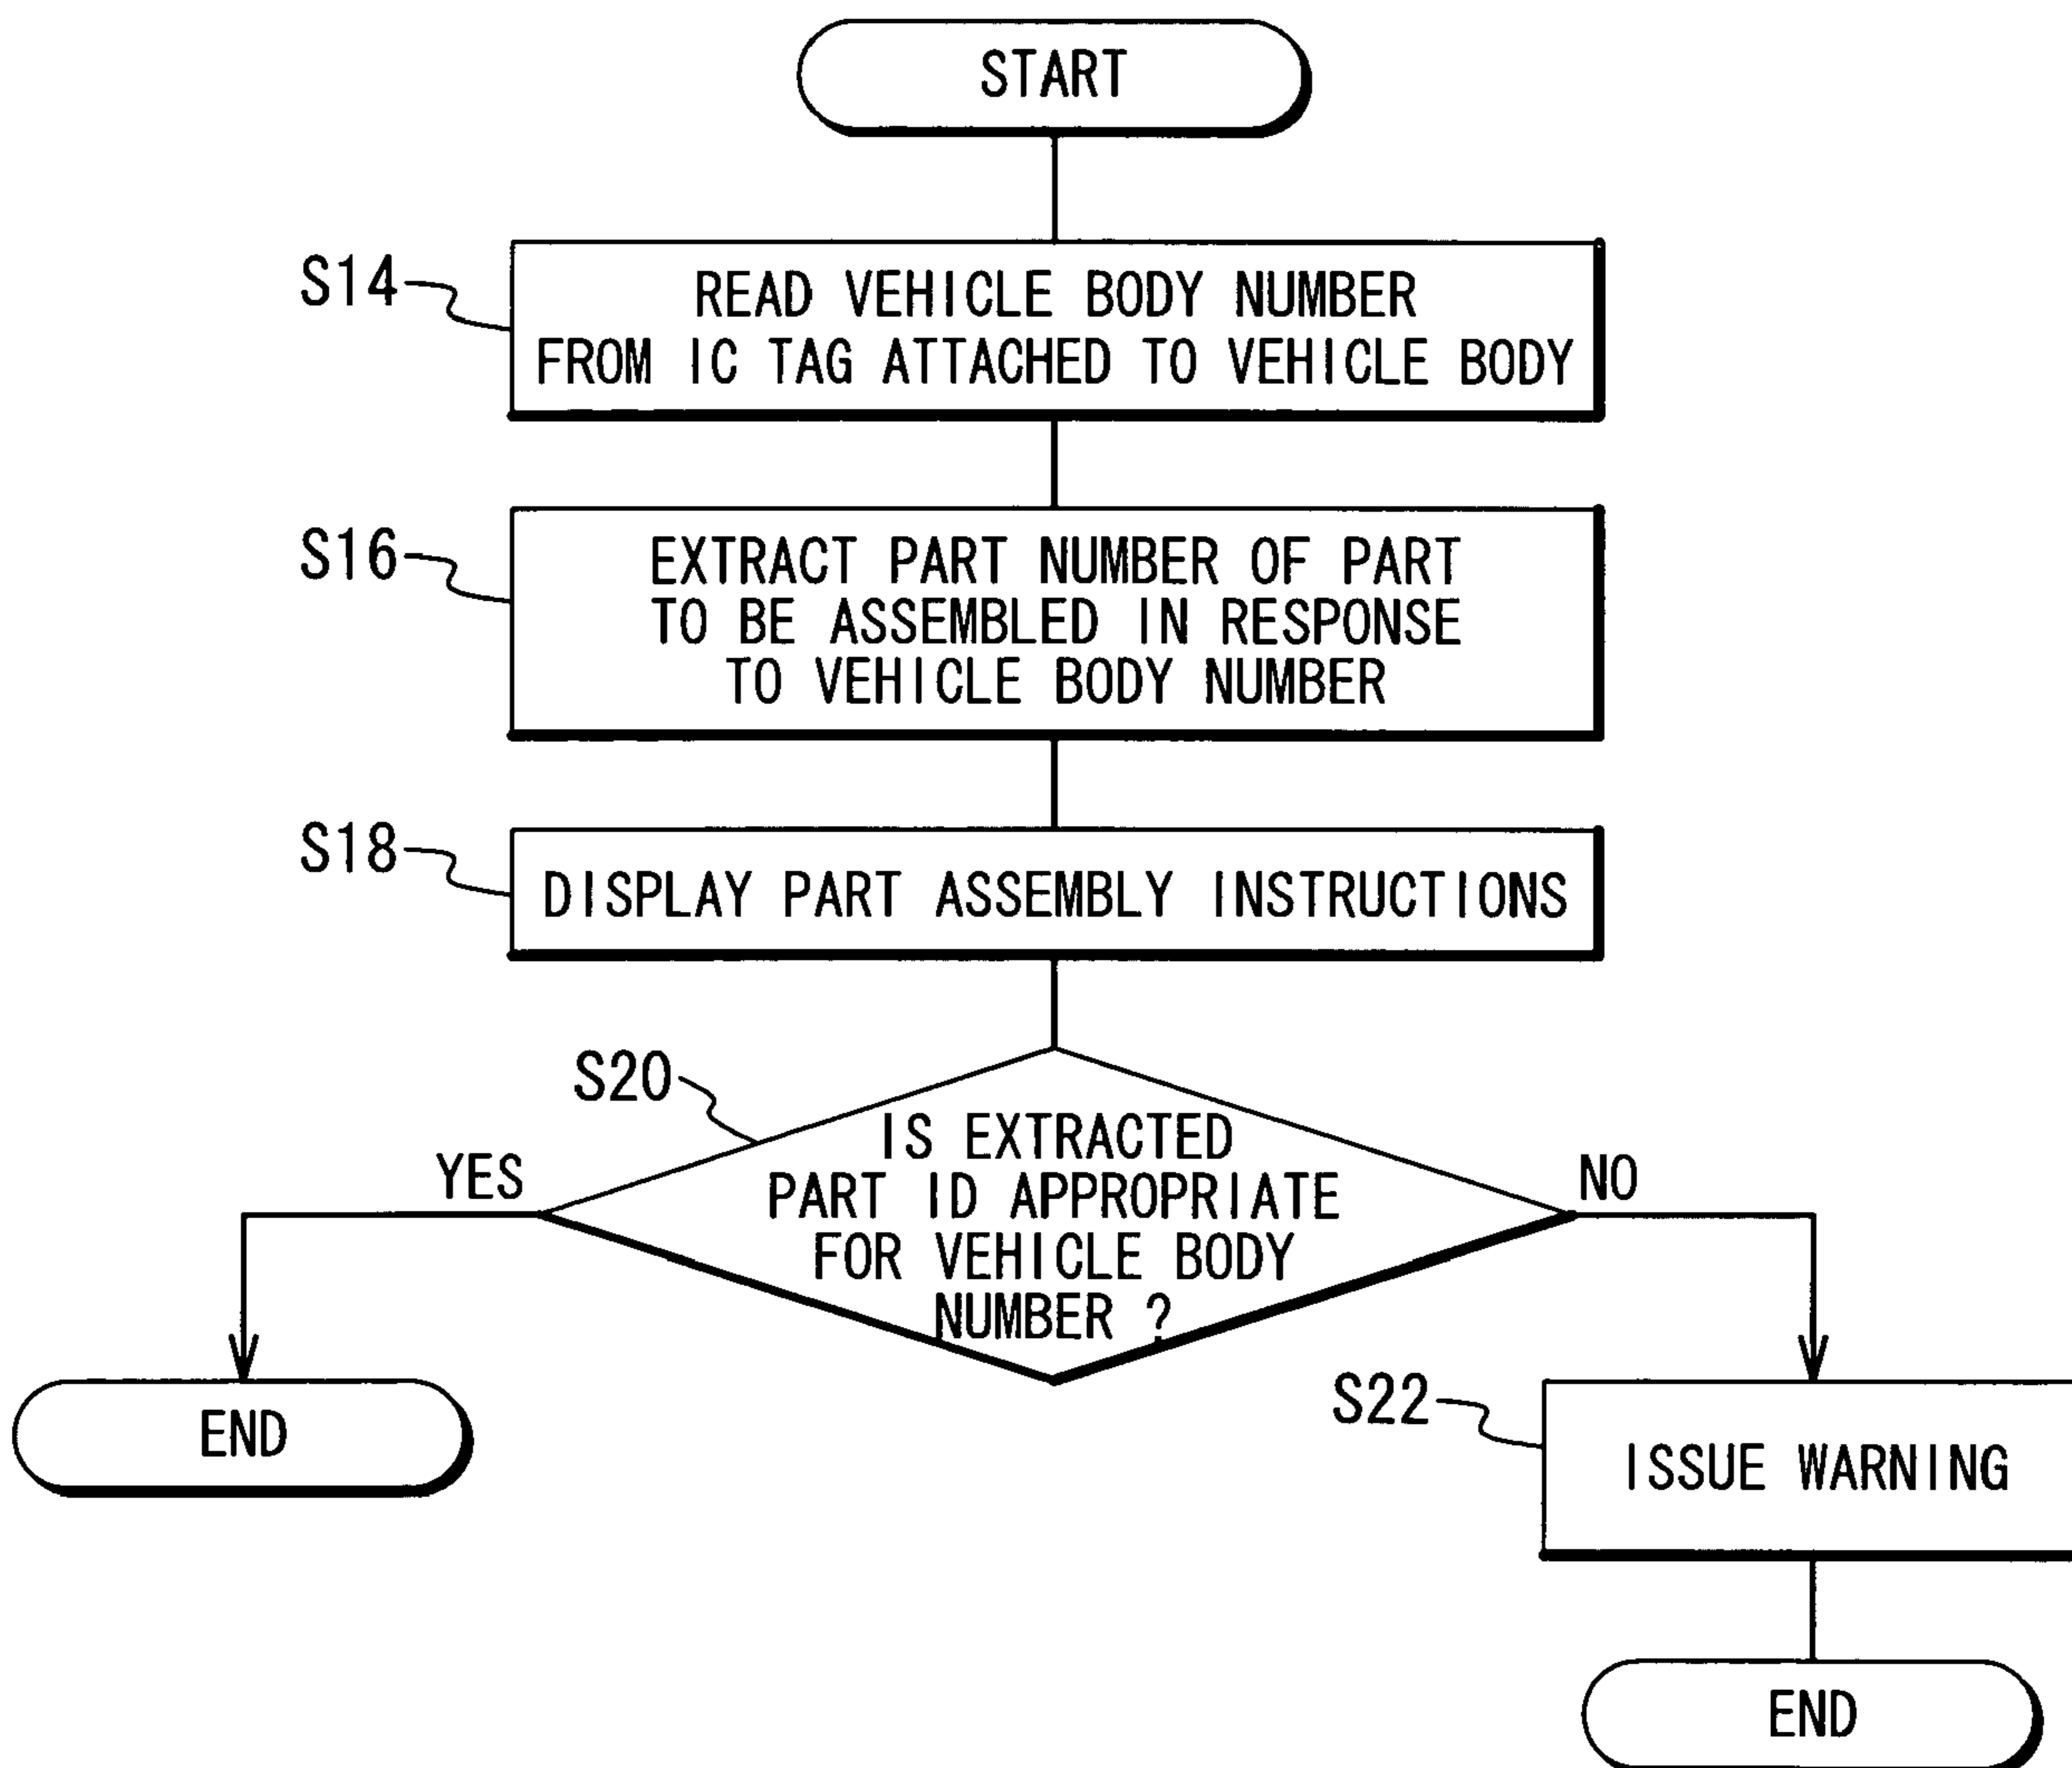 START
S14
READ VEHICLE BODY NUMBER
FROM IC TAG ATTACHED TO VEHICLE BODY
S16
EXTRACT PART NUMBER OF PART
TO BE ASSEMBLED IN RESPONSE
TO VEHICLE BODY NUMBER
S18
DISPLAY PART ASSEMBLY INSTRUCTIONS
S20
IS EXTRACTED
PART ID APPROPRIATE
FOR VEHICLE BODY
NUMBER ?
YES
NO
END
S22
ISSUE WARNING
END